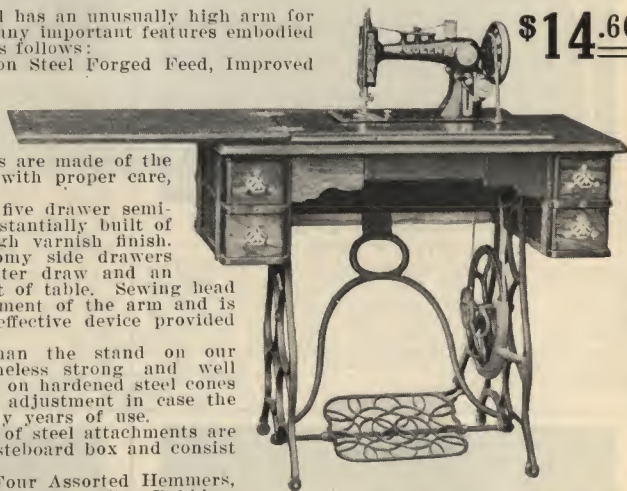 l has an unusually high arm for
any important features embodied
s follows:
on Steel Forged Feed, Improved
$14.60
s are made of the
with proper care,
five drawer semi-
stantially built of
gh varnish finish.
omy side drawers
ter draw and an
t of table. Sewing head
ment of the arm and is
effective device provided
han the stand on our
neless strong and well
on hardened steel cones
adjustment in case the
y years of use.
of steel attachments are
steboard box and consist
Four Assorted Hemmers,